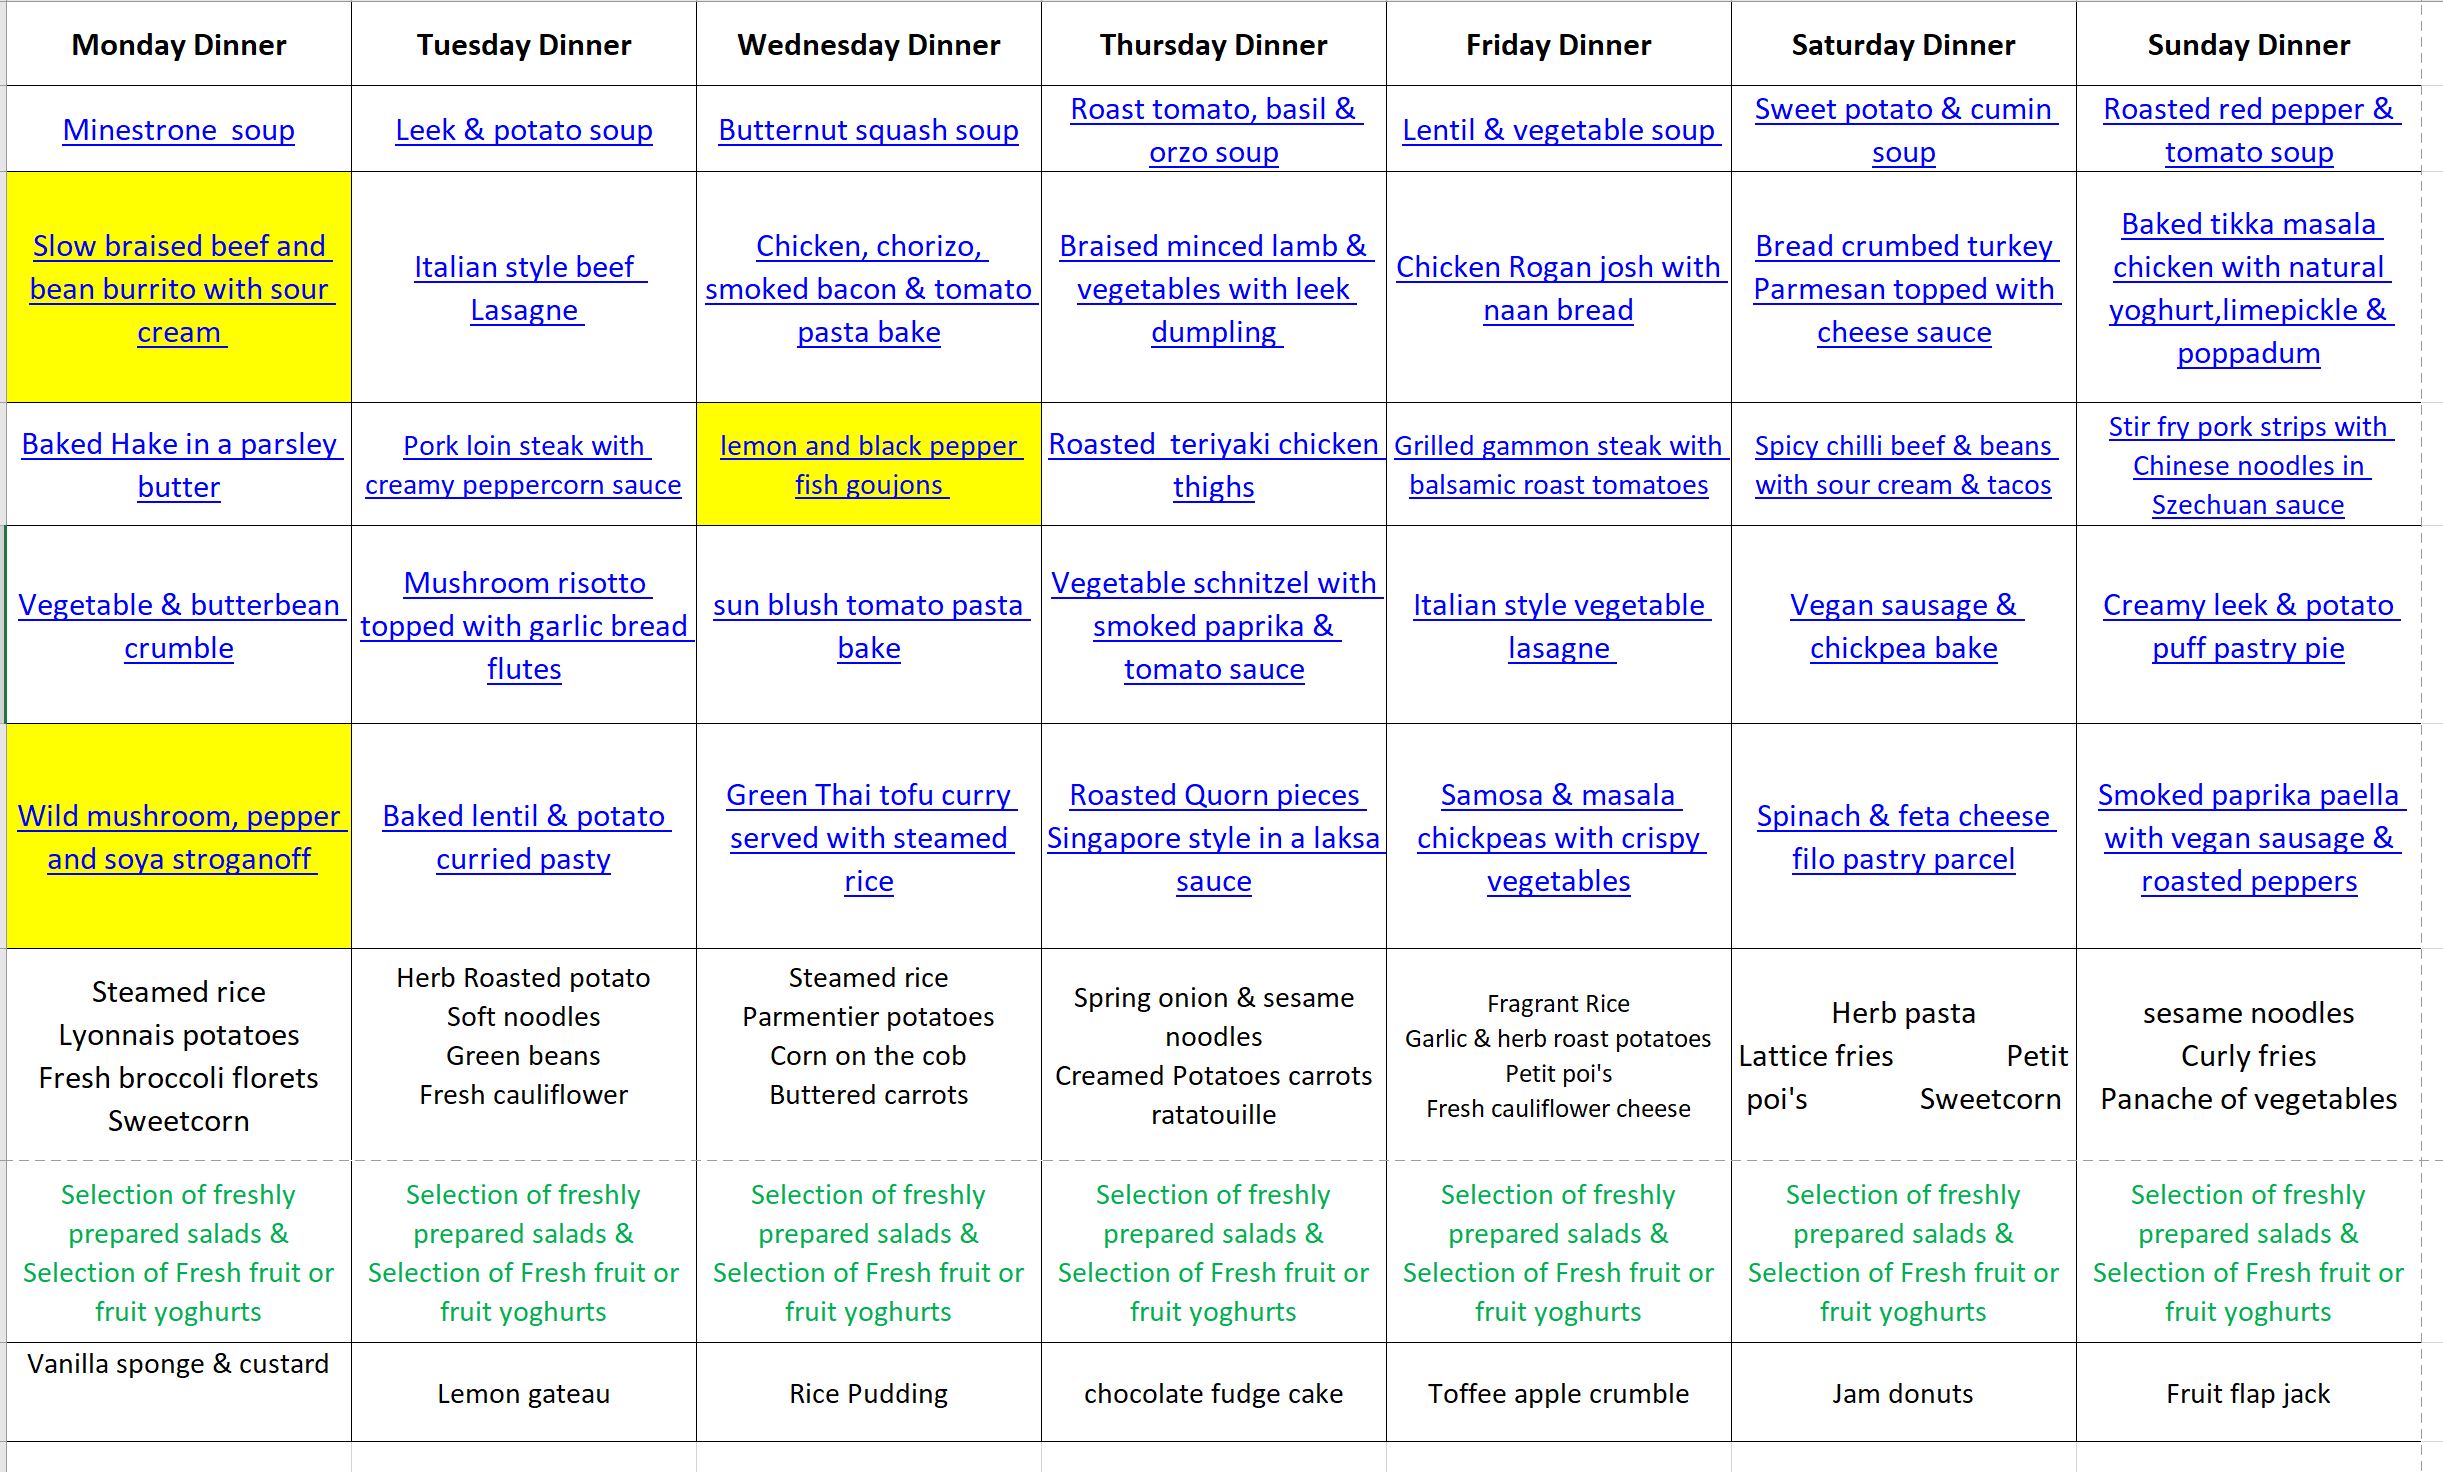 Monday Dinner
Tuesday Dinner
Wednesday Dinner
Thursday Dinner
Friday Dinner
Saturday Dinner
Sunday Dinner
Minestrone  soup
Leek & potato soup
Butternut squash soup
Roast tomato, basil &
orzo soup
Lentil & vegetable soup
Sweet potato & cumin
soup
Roasted red pepper &
tomato soup
Slow braised beef and
bean burrito with sour
cream
Italian style beef
Lasagne
Chicken, chorizo,
smoked bacon & tomato
pasta bake
Braised minced lamb &
vegetables with leek
dumpling
Chicken Rogan josh with
naan bread
Bread crumbed turkey
Parmesan topped with
cheese sauce
Baked tikka masala
chicken with natural
yoghurt,limepickle &
poppadum
Baked Hake in a parsley
butter
Pork loin steak with
creamy peppercorn sauce
lemon and black pepper
fish goujons
Roasted  teriyaki chicken
thighs
Grilled gammon steak with
balsamic roast tomatoes
Spicy chilli beef & beans
with sour cream & tacos
Stir fry pork strips with
Chinese noodles in
Szechuan sauce
Vegetable & butterbean
crumble
Mushroom risotto
topped with garlic bread
flutes
sun blush tomato pasta
bake
Vegetable schnitzel with
smoked paprika &
tomato sauce
Italian style vegetable
lasagne
Vegan sausage &
chickpea bake
Creamy leek & potato
puff pastry pie
Wild mushroom, pepper
and soya stroganoff
Baked lentil & potato
curried pasty
Green Thai tofu curry
served with steamed
rice
Roasted Quorn pieces
Singapore style in a laksa
sauce
Samosa & masala
chickpeas with crispy
vegetables
Spinach & feta cheese
filo pastry parcel
Smoked paprika paella
with vegan sausage &
roasted peppers
Steamed rice
Lyonnais potatoes
Fresh broccoli florets
Sweetcorn
Herb Roasted potato
Soft noodles
Green beans
Fresh cauliflower
Steamed rice
Parmentier potatoes
Corn on the cob
Buttered carrots
Spring onion & sesame
noodles
Creamed Potatoes carrots
ratatouille
Fragrant Rice
Garlic & herb roast potatoes
Petit poi's
Fresh cauliflower cheese
Herb pasta
Lattice fries Petit
poi's Sweetcorn
sesame noodles
Curly fries
Panache of vegetables
Selection of freshly
prepared salads &
Selection of Fresh fruit or
fruit yoghurts
Selection of freshly
prepared salads &
Selection of Fresh fruit or
fruit yoghurts
Selection of freshly
prepared salads &
Selection of Fresh fruit or
fruit yoghurts
Selection of freshly
prepared salads &
Selection of Fresh fruit or
fruit yoghurts
Selection of freshly
prepared salads &
Selection of Fresh fruit or
fruit yoghurts
Selection of freshly
prepared salads &
Selection of Fresh fruit or
fruit yoghurts
Selection of freshly
prepared salads &
Selection of Fresh fruit or
fruit yoghurts
Vanilla sponge & custard
Lemon gateau
Rice Pudding
chocolate fudge cake
Toffee apple crumble
Jam donuts
Fruit flap jack